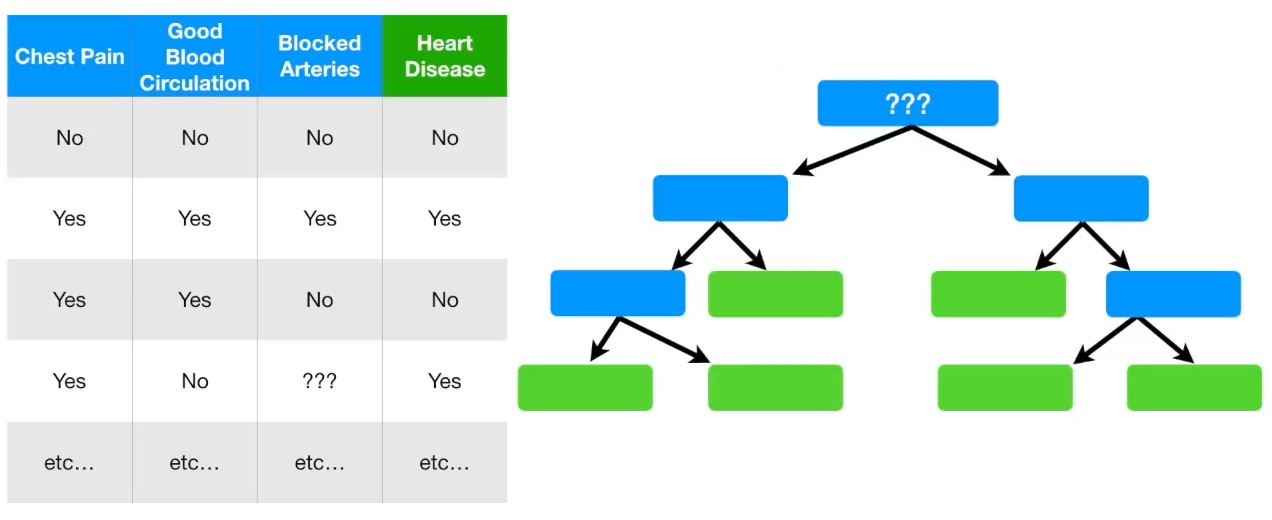 Chest Pain
Good
Blood
Circulation
Blocked
Arteries
Heart
Disease
No No No No
Yes Yes Yes Yes
Yes Yes No No
Yes No ??? Yes
etc… etc… etc… etc…
???